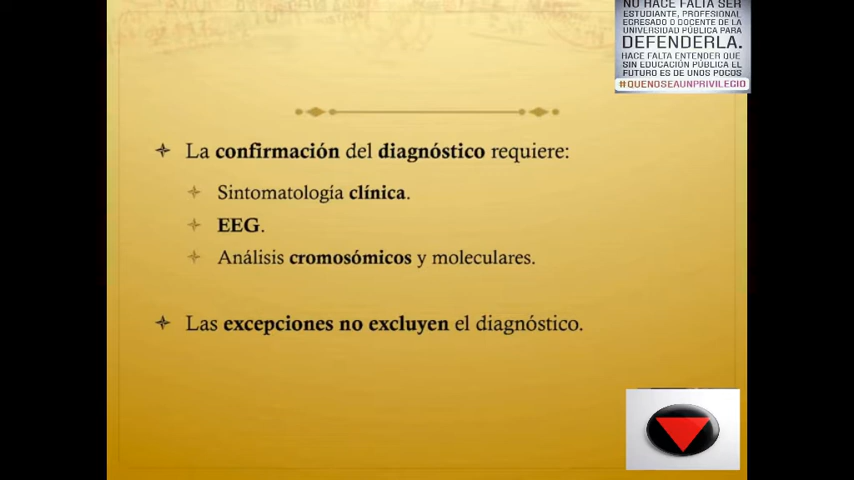 NO HACE FALTA SER
ESTUDIANTE, PROFESIONAL
EGRESADO O DOCENTE DE LA
UNIVERSIDAD PÚBLICA PARA
DEFENDERLA.
HACE FALTA ENTENDER QUE
SIN EDUCACIÓN PÚBLICA EL
FUTURO ES DE UNOS POCOS
#QUENOSEAUNPRIVILEGIO
La confirmación del diagnóstico requiere:
Sintomatología clínica.
EEG.
Análisis cromosómicos y moleculares.
Las excepciones no excluyen el diagnóstico.